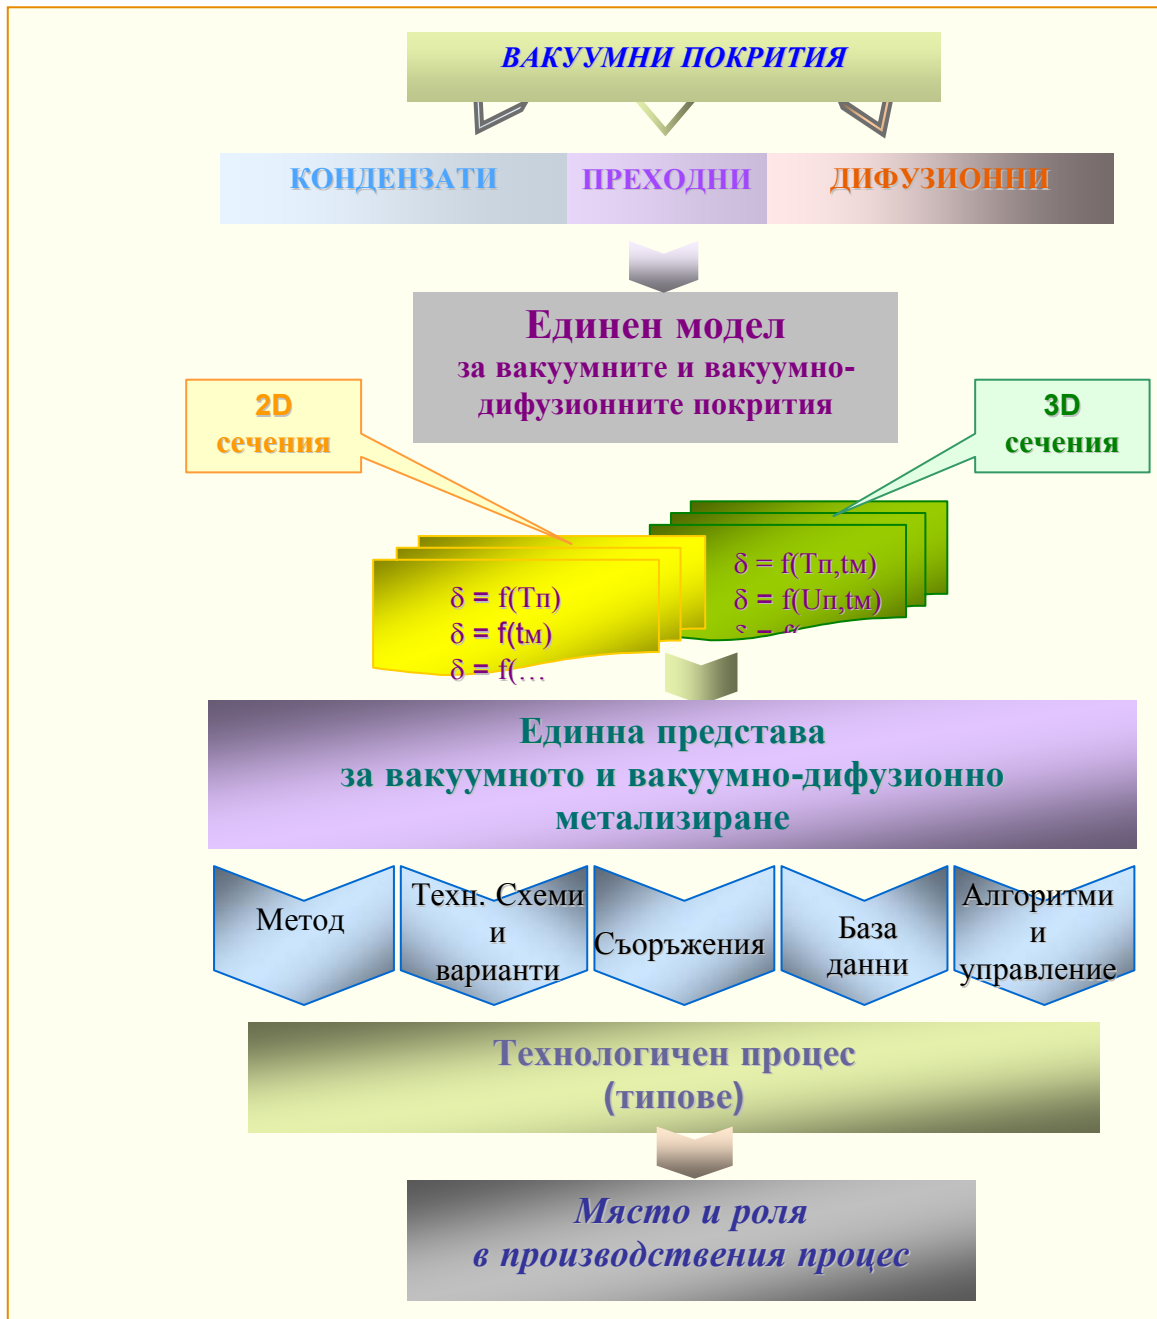 ВАКУУМНИ ПОКРИТИЯ
КОНДЕНЗАТИ
ПРЕХОДНИ
ДИФУЗИОННИ
Единен модел
за вакуумните и вакуумно-
дифузионните покрития
2D
сечения
3D
сечения
δ = f(Tп)
δ = f(tм)
δ = f(…
δ = f(Tп,tм)
δ = f(Uп,tм)
δ = f(
Единна представа
за вакуумното и вакуумно-дифузионно
метализиране
Метод
Техн. Схеми
и
варианти
Съоръжения
База
данни
Алгоритми
и
управление
Технологичен процес
(типове)
Място и роля
в производствения процес